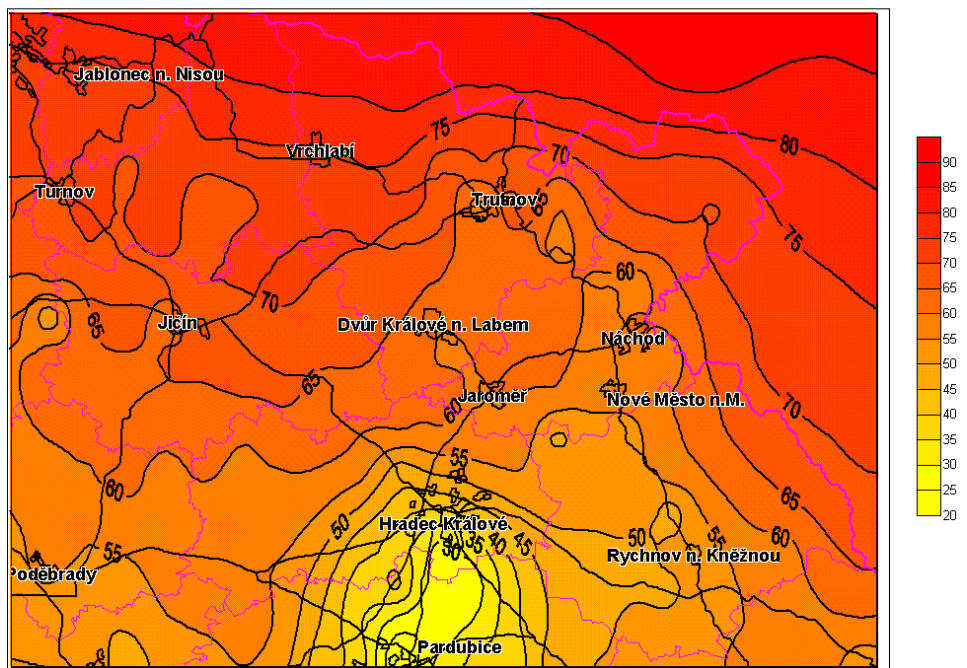 Jablonec n. Nisou
75
80
Vrchlabí
70
Turnov
Trutnov
65
75
60
70
65
Jičín
Dvůr Králové n. Labem
Náchod
65
Jaroměř
Nové Město n.M.
60
70
55
60
65
50
Hradec Králové
35
40
45
50
55
60
30
55
Rychnov n. Kněžnou
Poděbrady
Pardubice
90
85
80
75
70
65
60
55
50
45
40
35
30
25
20